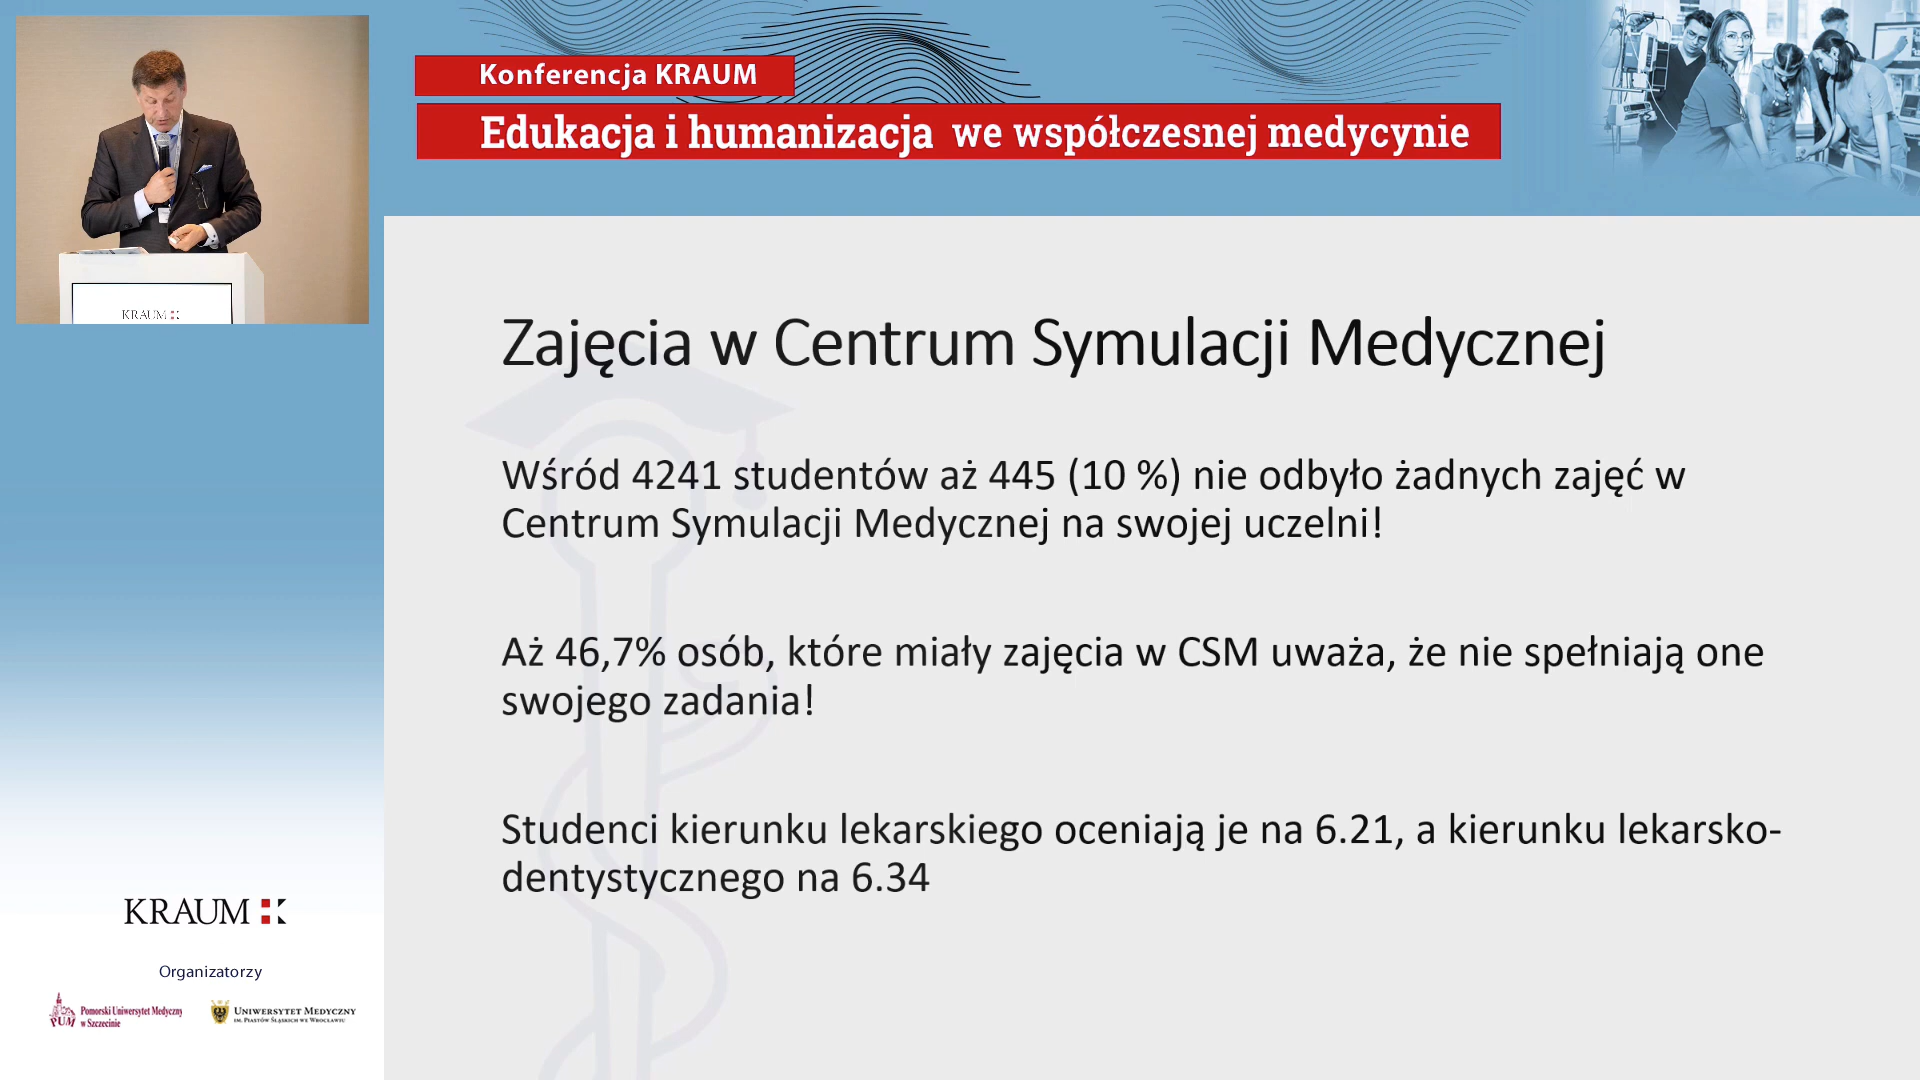 Konferencja KRAUM
Edukacja i humanizacja we współczesnej medycynie
KRAUM
Zajęcia w Centrum Symulacji Medycznej
Wśród 4241 studentów aż 445 (10 %) nie odbyło żadnych zajęć w
Centrum Symulacji Medycznej na swojej uczelni!
Aż 46,7% osób, które miały zajęcia w CSM uważa, że nie spełniają one
swojego zadania!
Studenci kierunku lekarskiego oceniają je na 6.21, a kierunku lekarsko-
dentystycznego na 6.34
KRAUM
Organizatorzy
PUM
Pomorski Uniwersytet Medyczny
w Szczecinie
UNIWERSYTET MEDYCZNY
IM. PIASTÓW ŚLĄSKICH WE WROCŁAWIU